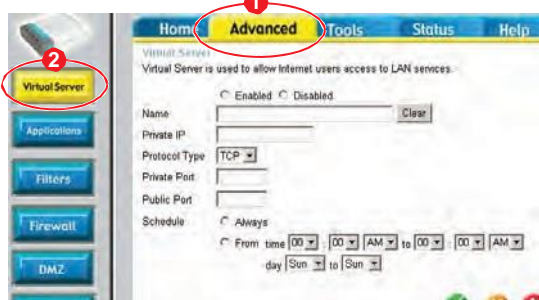 1
Home Advanced Tools Status Help
2
Virtual Server
Virtual Server is used to allow Internet users access to LAN services.
Virtual Server
Enabled Disabled
Name Clear
Applications
Private IP
Protocol Type TCP
Filters
Private Port
Public Port
Firewall
Schedule Always
From time 00 : 00 AM to 00 : 00 AM
DMZ
day Sun to Sun